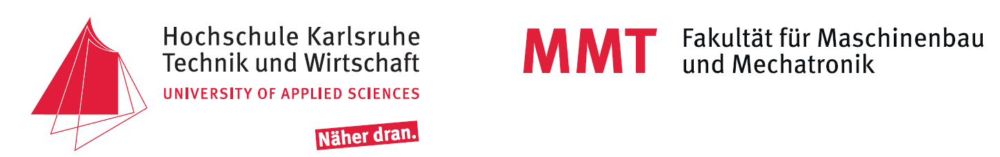 Hochschule Karlsruhe
Technik und Wirtschaft
UNIVERSITY OF APPLIED SCIENCES
Näher dran.
MMT
Fakultät für Maschinenbau
und Mechatronik